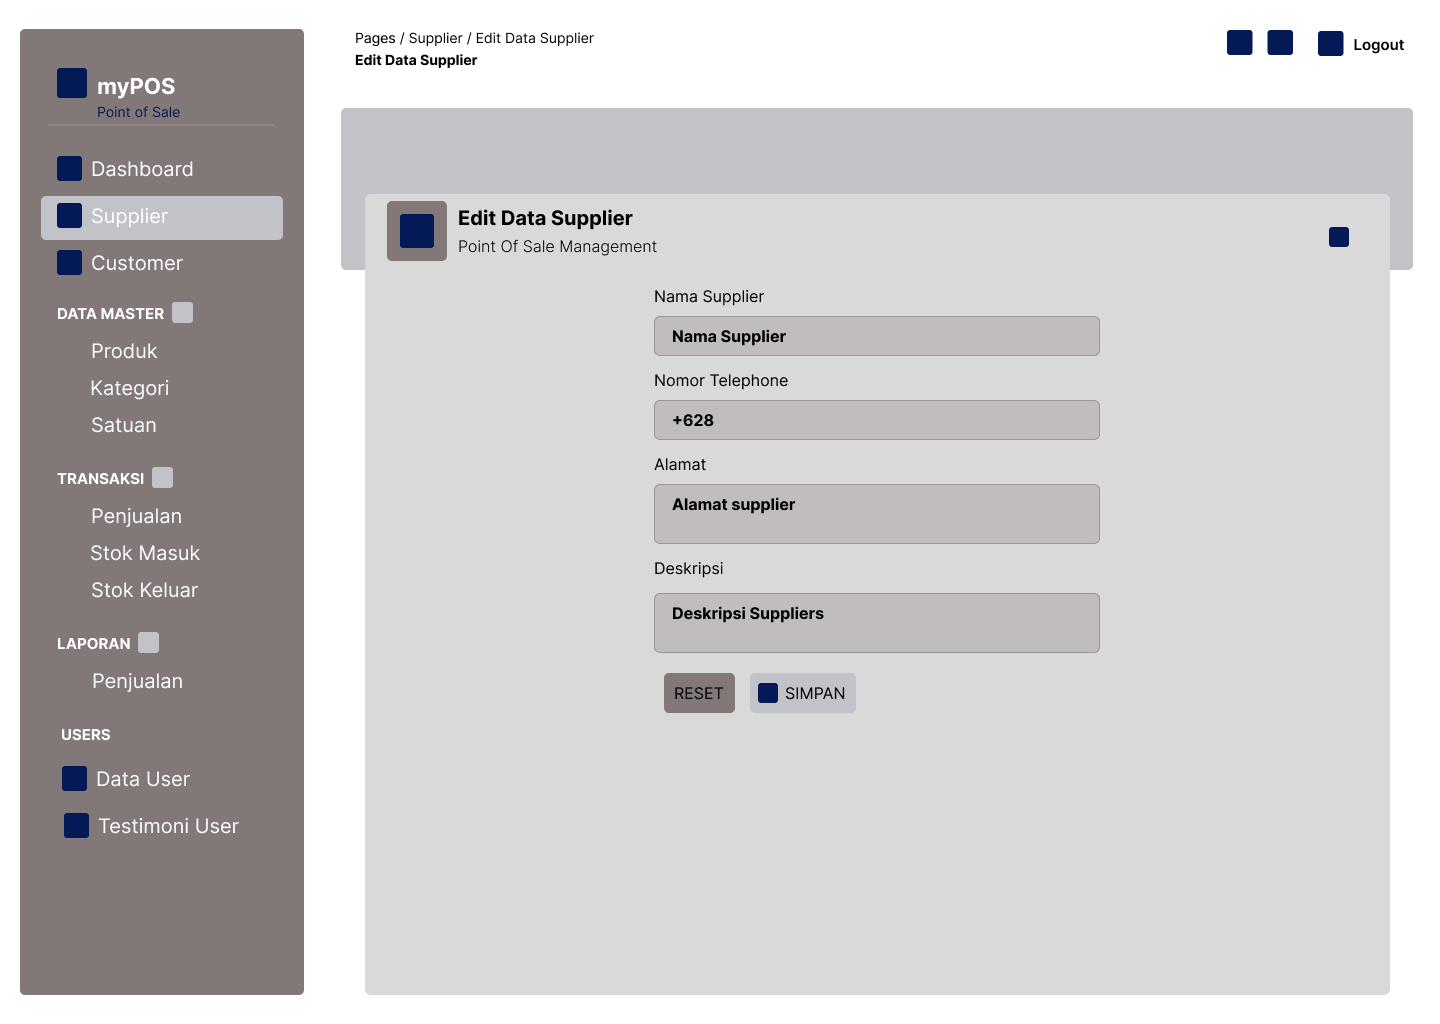 myPOS
Point of Sale
Dashboard
Supplier
Customer
DATA MASTER
Produk
Kategori
Satuan
TRANSAKSI
Penjualan
Stok Masuk
Stok Keluar
LAPORAN
Penjualan
USERS
Data User
Testimoni User
Pages / Supplier / Edit Data Supplier
Edit Data Supplier
Logout
Edit Data Supplier
Point Of Sale Management
Nama Supplier
Nama Supplier
Nomor Telephone
+628
Alamat
Alamat supplier
Deskripsi
Deskripsi Suppliers
RESET
SIMPAN